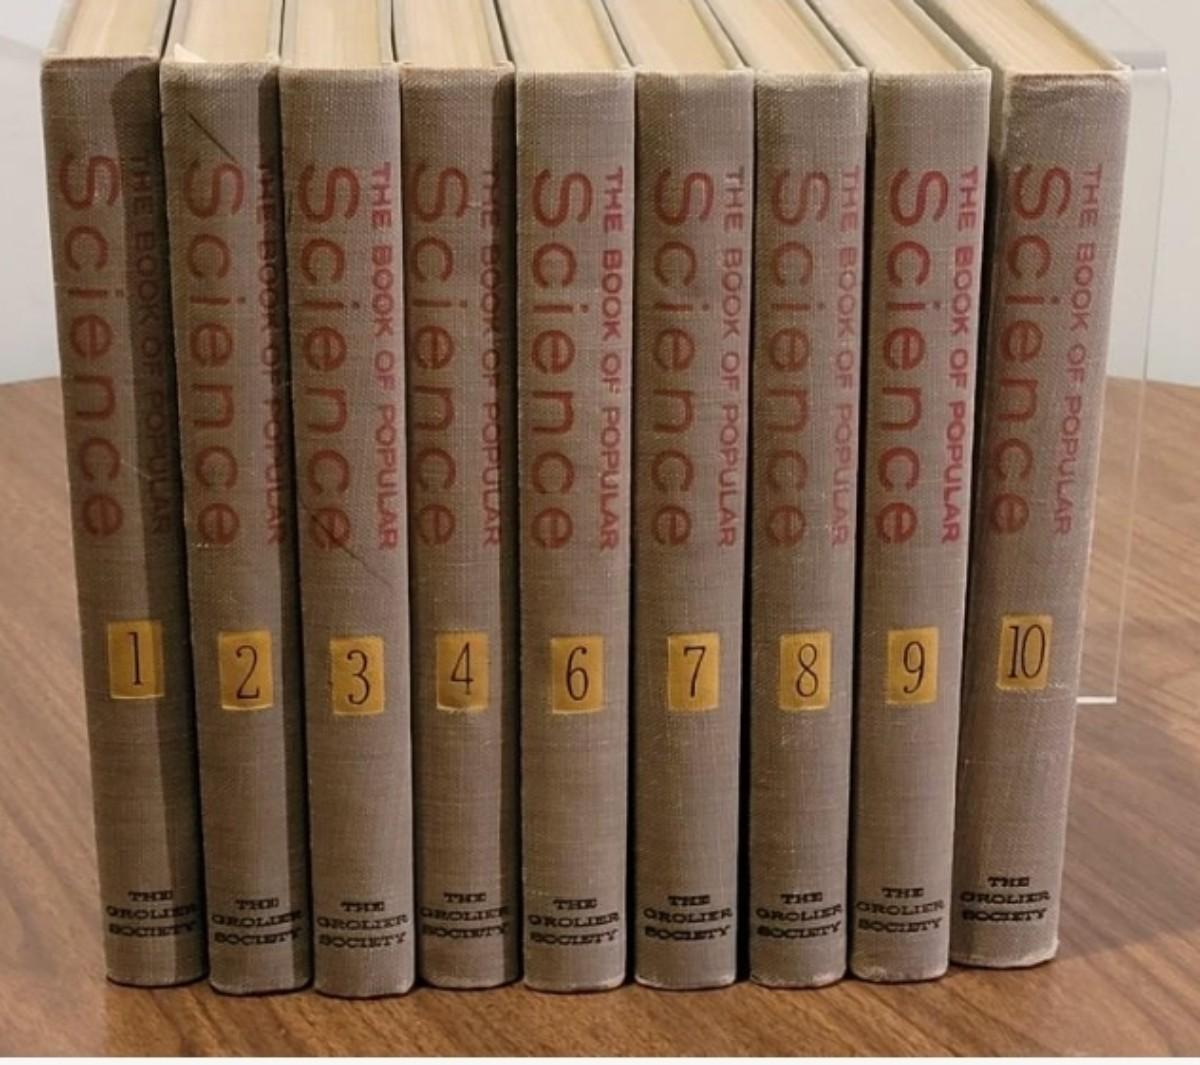 THE BOOK OF POPULAR
Science
1
THE
GROLIER
SOCIETY
THE BOOK OF POPULAR
Science
2
THE
GROLIER
SOCIETY
THE BOOK OF POPULAR
Science
3
THE
GROLIER
SOCIETY
THE BOOK OF POPULAR
Science
4
THE
GROLIER
SOCIETY
THE BOOK OF POPULAR
Science
6
THE
GROLIER
SOCIETY
THE BOOK OF POPULAR
Science
7
THE
GROLIER
SOCIETY
THE BOOK OF POPULAR
Science
8
THE
GROLIER
SOCIETY
THE BOOK OF POPULAR
Science
9
THE
GROLIER
SOCIETY
THE BOOK OF POPULAR
Science
10
THE
GROLIER
SOCIETY